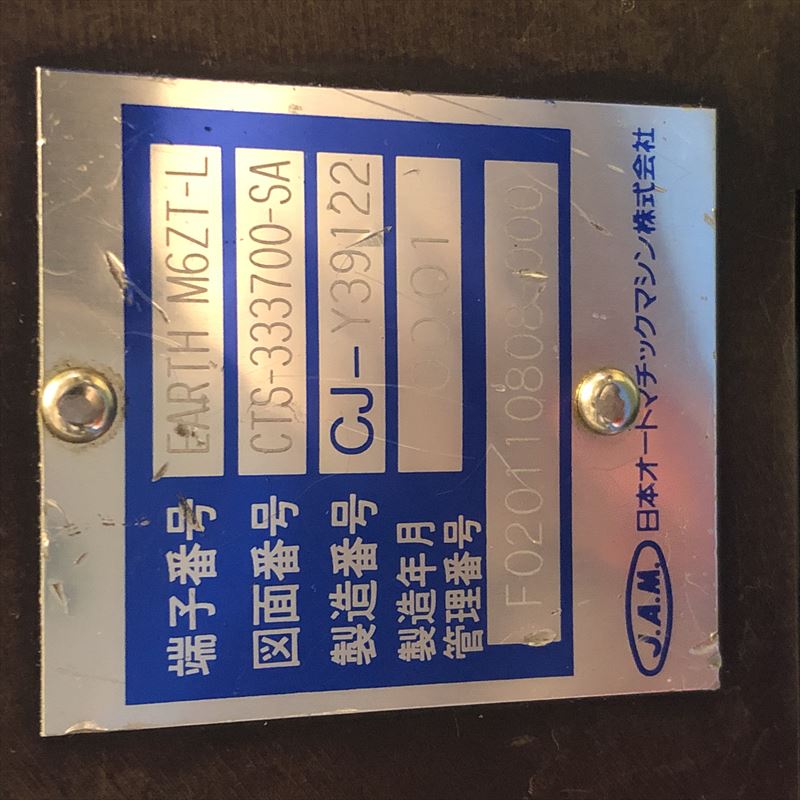 端子番号 EARTH M6ZT-L
図面番号 CTS-333700-SA
製造番号 CJ-Y39122
製造年月
管理番号
J.A.M. 日本オートマチックマシン株式会社